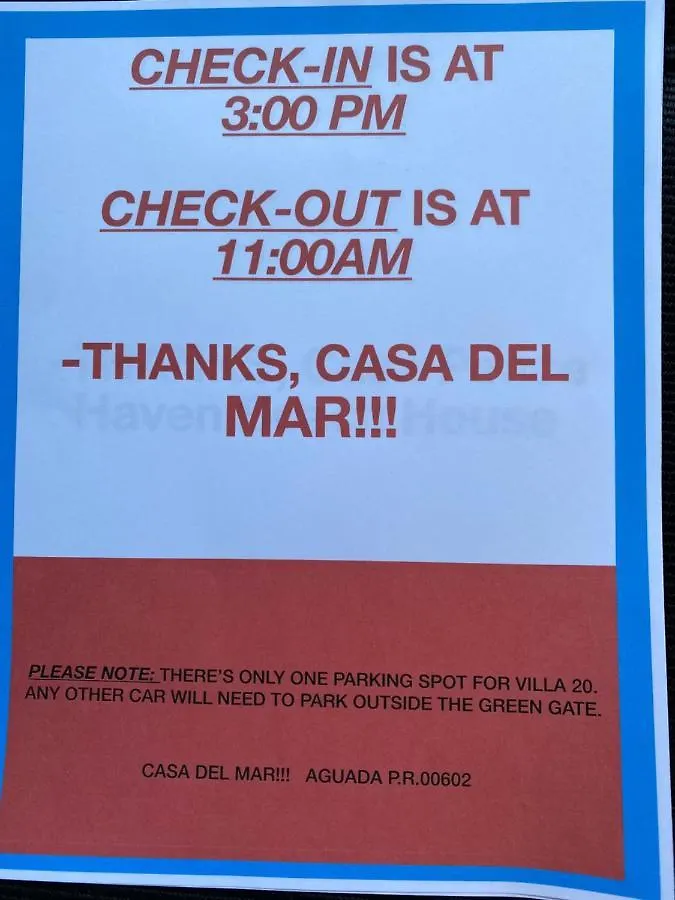 CHECK-IN IS AT
3:00 PM
CHECK-OUT IS AT
11:00AM
-THANKS, CASA DEL
MAR!!!
Haven House
PLEASE NOTE: THERE'S ONLY ONE PARKING SPOT FOR VILLA 20.
ANY OTHER CAR WILL NEED TO PARK OUTSIDE THE GREEN GATE.
CASA DEL MAR!!! AGUADA P.R.00602